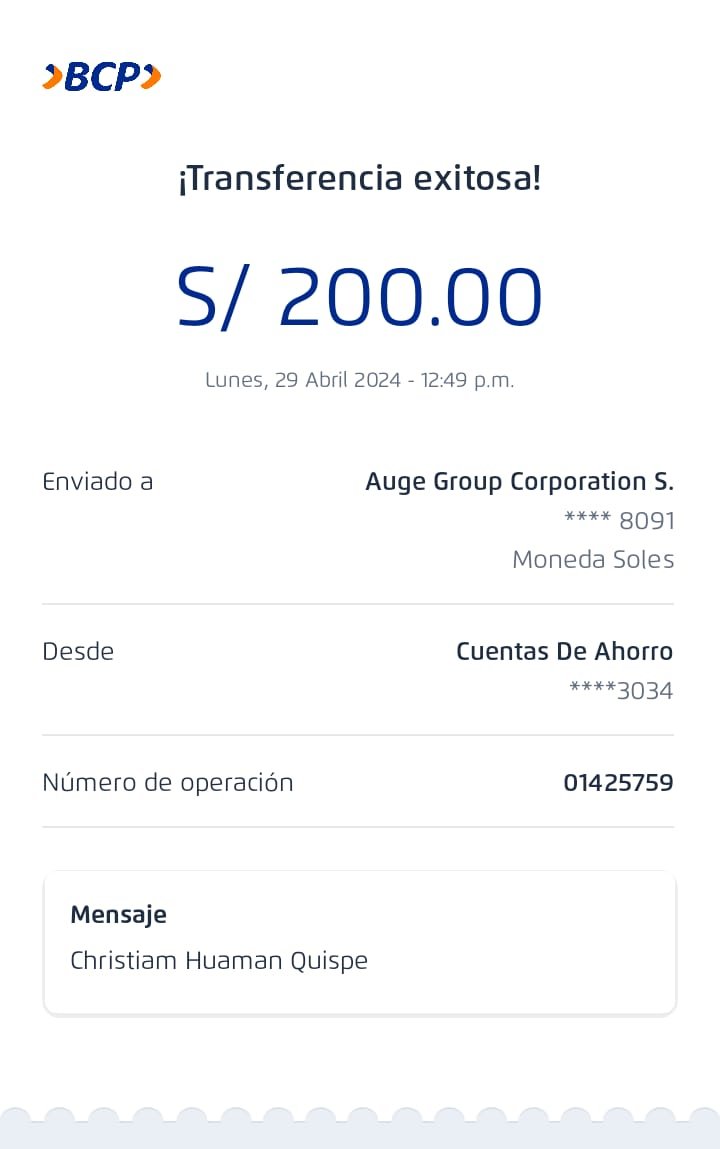 BCP
¡Transferencia exitosa!
S/ 200.00
Lunes, 29 Abril 2024 - 12:49 p.m.
Enviado a
Auge Group Corporation S.
**** 8091
Moneda Soles
Desde
Cuentas De Ahorro
****3034
Número de operación
01425759
Mensaje
Christiam Huaman Quispe